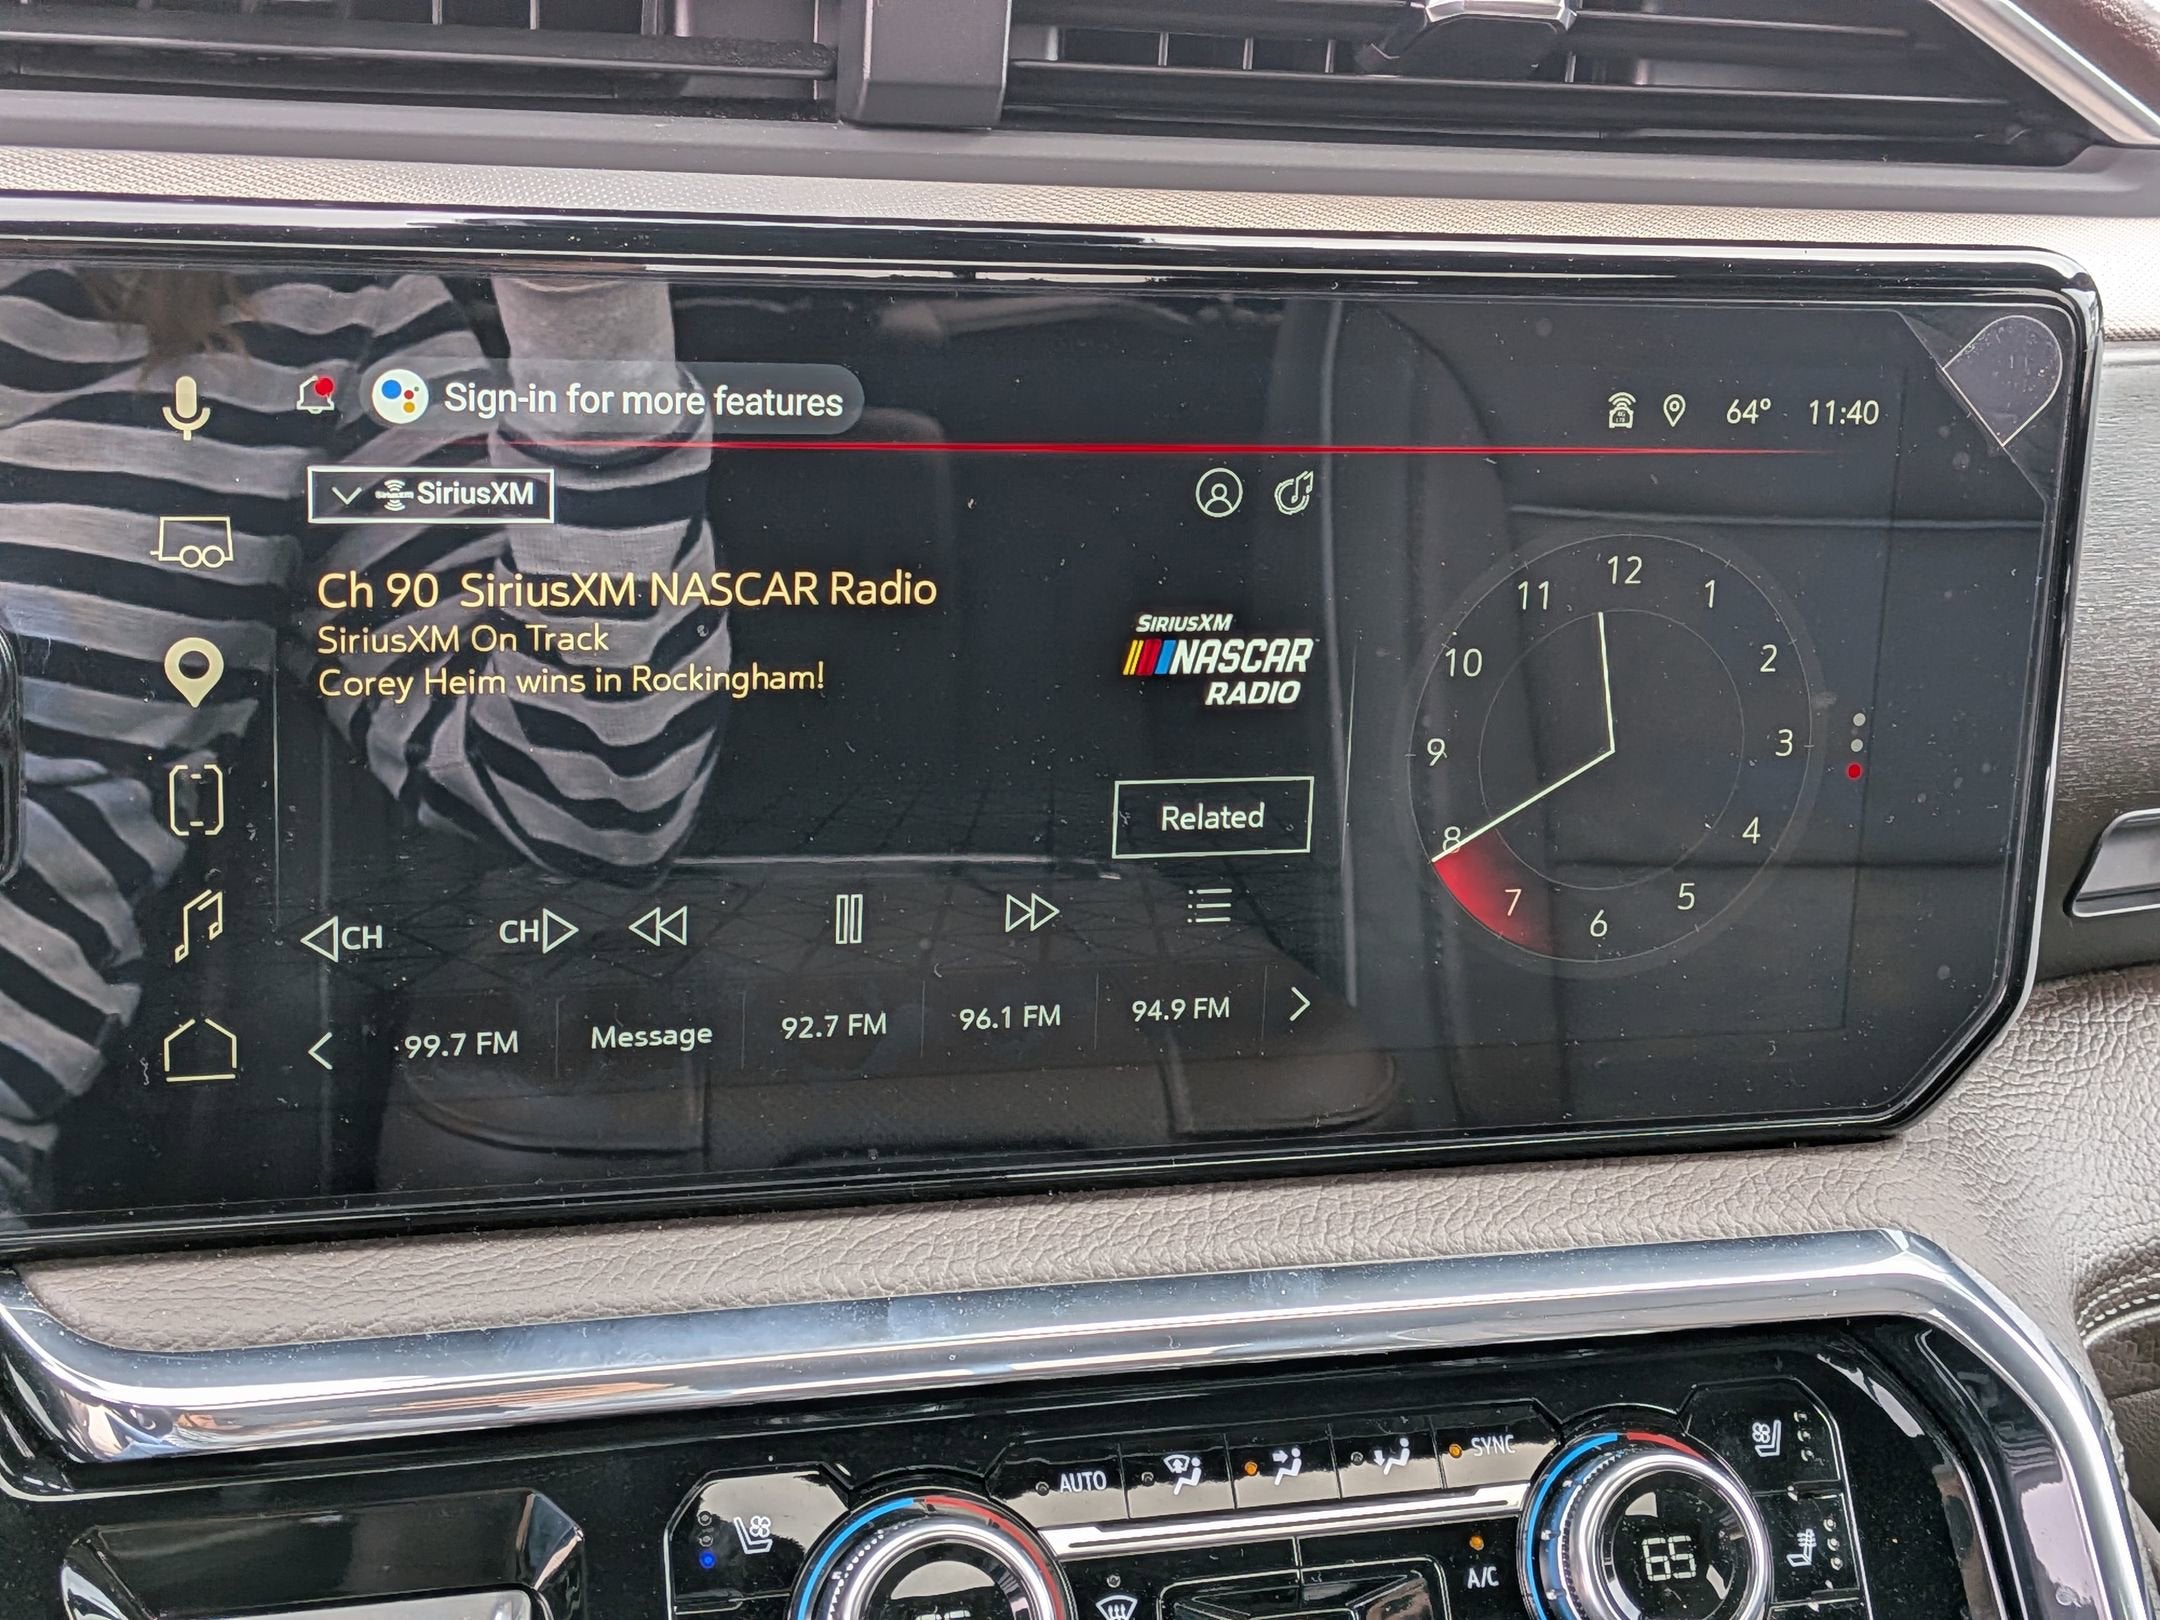 Sign-in for more features
64° 11:40
SiriusXM
Ch 90 SiriusXM NASCAR Radio
SiriusXM On Track
Corey Heim wins in Rockingham!
SIRIUSXM
NASCAR
RADIO
Related
CH
CH
99.7 FM
Message
92.7 FM
96.1 FM
94.9 FM
12
1
2
3
4
5
6
7
8
9
10
11
AUTO
SYNC
A/C
65